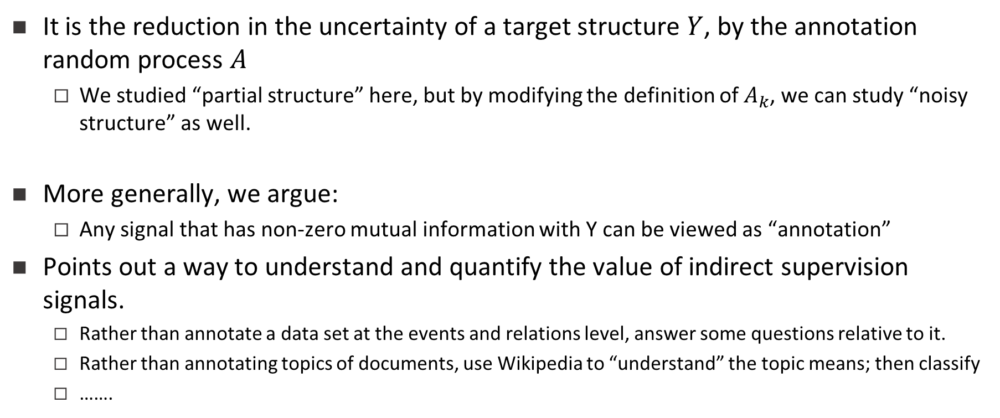 ■ It is the reduction in the uncertainty of a target structure Y, by the annotation
random process A
□ We studied “partial structure” here, but by modifying the definition of Aₖ, we can study “noisy
structure” as well.
■ More generally, we argue:
□ Any signal that has non-zero mutual information with Y can be viewed as “annotation”
■ Points out a way to understand and quantify the value of indirect supervision
signals.
□ Rather than annotate a data set at the events and relations level, answer some questions relative to it.
□ Rather than annotating topics of documents, use Wikipedia to “understand” the topic means; then classify
□ .......